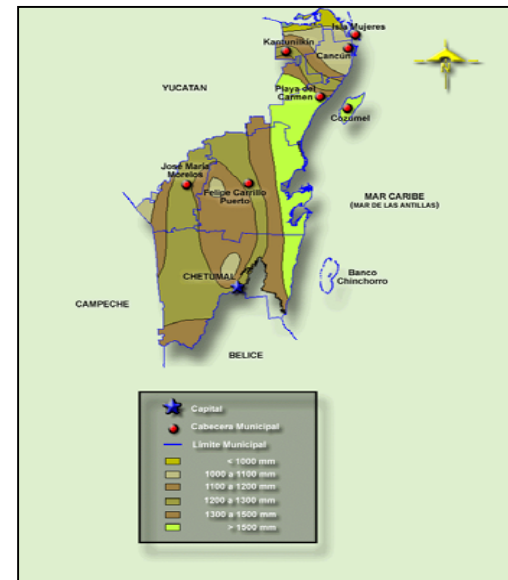 Isla Mujeres
Kantunilkín
Cancún
YUCATAN
Playa del
Carmen
Cozumel
José María
Morelos
Felipe Carrillo
Puerto
MAR CARIBE
(MAR DE LAS ANTILLAS)
CHETUMAL
Banco
Chinchorro
CAMPECHE
BELICE
Capital
Cabecera Municipal
Límite Municipal
< 1000 mm
1000 a 1100 mm
1100 a 1200 mm
1200 a 1300 mm
1300 a 1500 mm
> 1500 mm